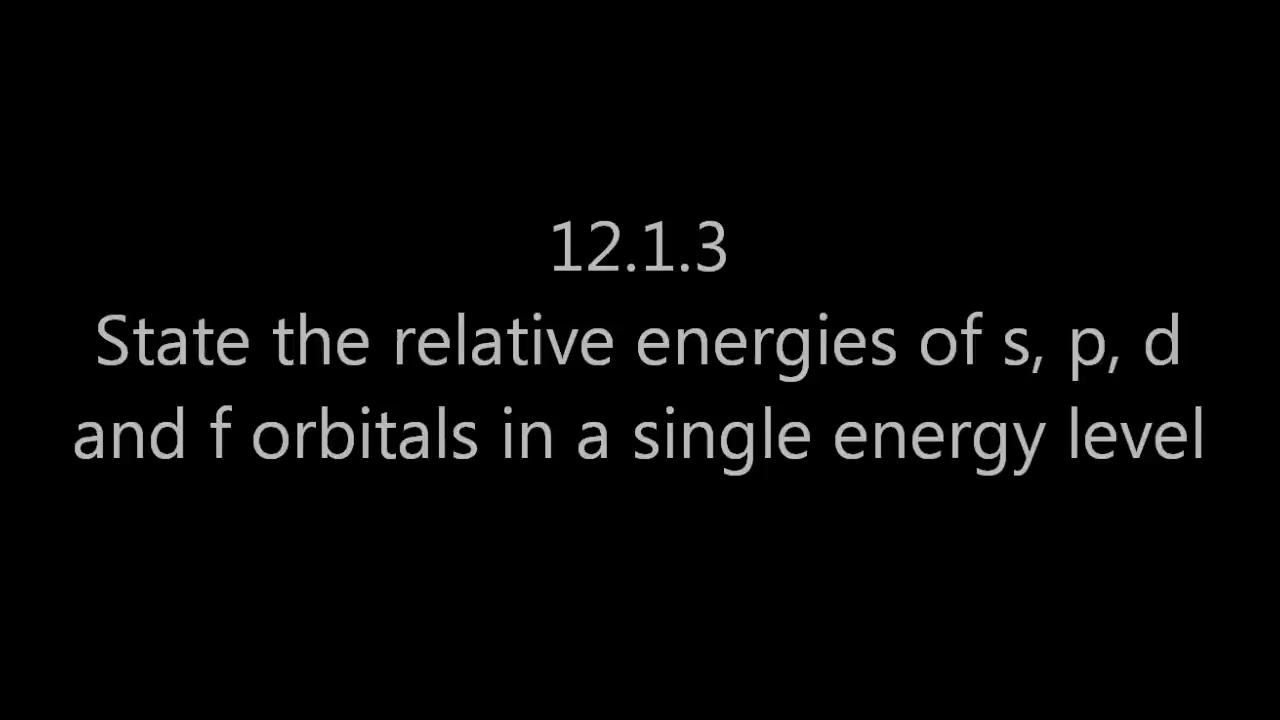 12.1.3
State the relative energies of s, p, d
and f orbitals in a single energy level